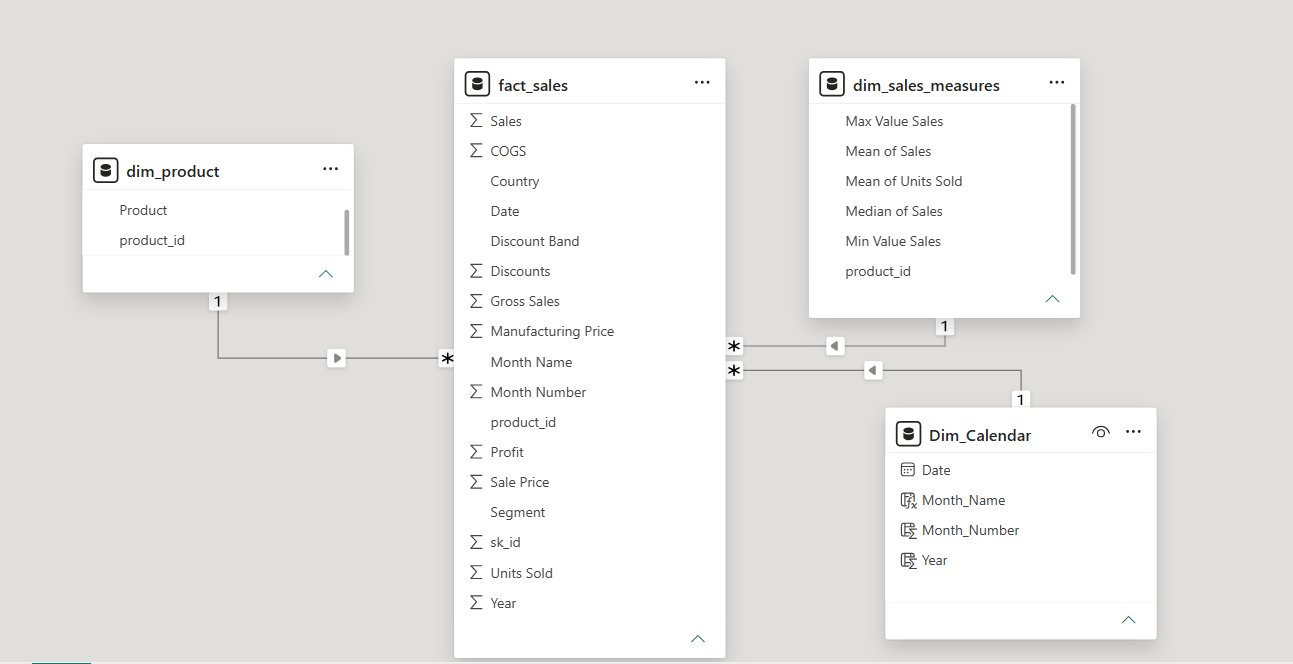 dim_product
Product
product_id
1
*
fact_sales
Sales
COGS
Country
Date
Discount Band
Discounts
Gross Sales
Manufacturing Price
Month Name
Month Number
product_id
Profit
Sale Price
Segment
sk_id
Units Sold
Year
dim_sales_measures
Max Value Sales
Mean of Sales
Mean of Units Sold
Median of Sales
Min Value Sales
product_id
1
*
*
1
Dim_Calendar
Date
Month_Name
Month_Number
Year